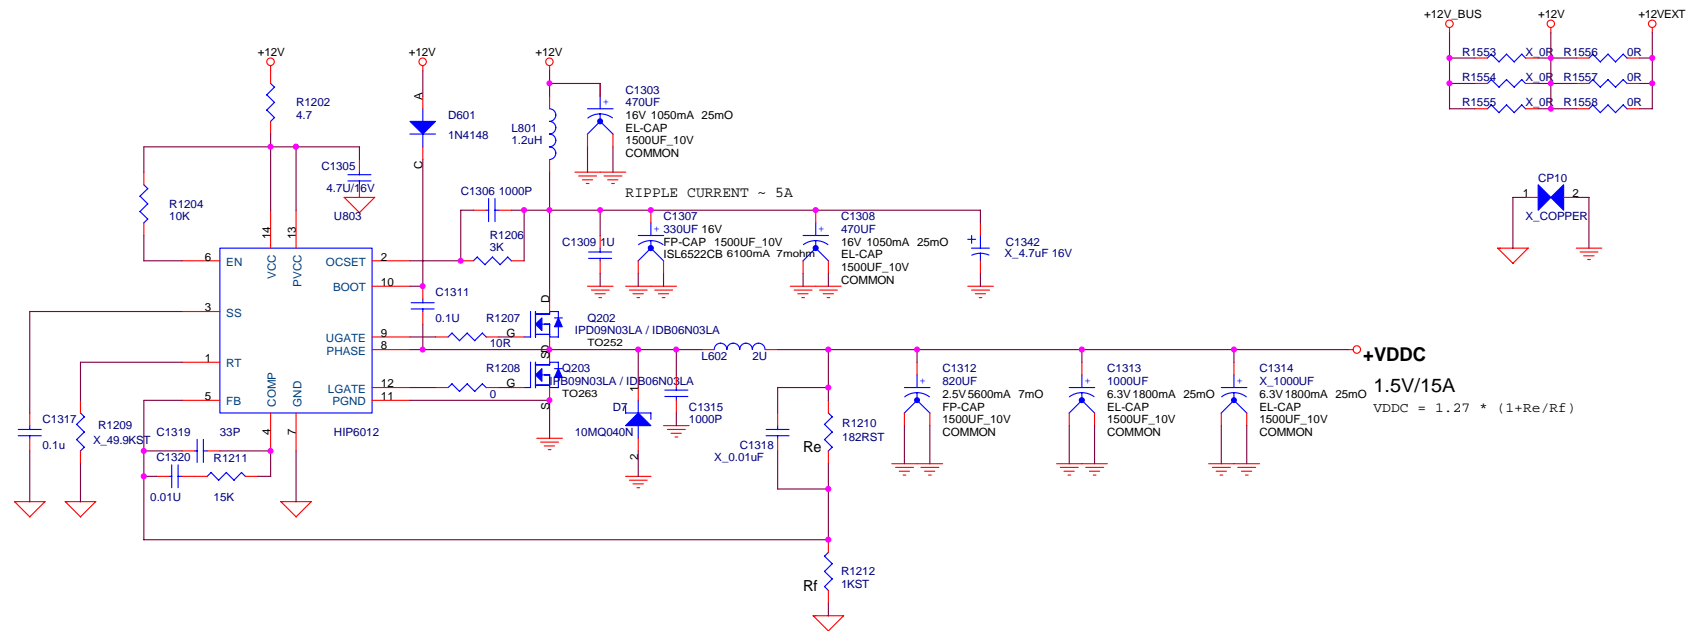 +12V_BUS +12V +12VEXT
R1553 X_0R R1556 0R
R1554 X_0R R1557 0R
R1555 X_0R R1558 0R
CP10
1 2
X_COPPER
+12V
+12V
+12V
R1202
4.7
A
D601
1N4148
C
L801
1.2uH
C1303
470UF
16V 1050mA 25mO
EL-CAP
1500UF_10V
COMMON
C1305
4.7U/16V
R1204
10K
U803
C1306 1000P
RIPPLE CURRENT ~ 5A
R1206
3K
C1309 1U
C1307
330UF 16V
FP-CAP 1500UF_10V
ISL6522CB 6100mA 7mohm
C1308
470UF
16V 1050mA 25mO
EL-CAP
1500UF_10V
COMMON
C1342
X_4.7uF 16V
14 13
VCC PVCC
6 EN
OCSET 2
BOOT 10
3 SS
UGATE 9
PHASE 8
1 RT
LGATE 12
PGND 11
5 FB
COMP GND
4 7
HIP6012
C1311
0.1U
R1207
10R
G
D
Q202
IPD09N03LA / IDB06N03LA
TO252
R1208
0
G
S
Q203
IPB09N03LA / IDB06N03LA
TO263
S
D7
1
10MQ040N
2
C1315
1000P
L602 2U
C1318
X_0.01uF
Re
R1210
182RST
C1312
820UF
2.5V 5600mA 7mO
FP-CAP
1500UF_10V
COMMON
C1313
1000UF
6.3V 1800mA 25mO
EL-CAP
1500UF_10V
COMMON
C1314
X_1000UF
6.3V 1800mA 25mO
EL-CAP
1500UF_10V
COMMON
+VDDC
1.5V/15A
VDDC = 1.27 * (1+Re/Rf)
C1317
0.1u
R1209
X_49.9KST
C1319 33P
C1320 R1211
0.01U 15K
Rf
R1212
1KST